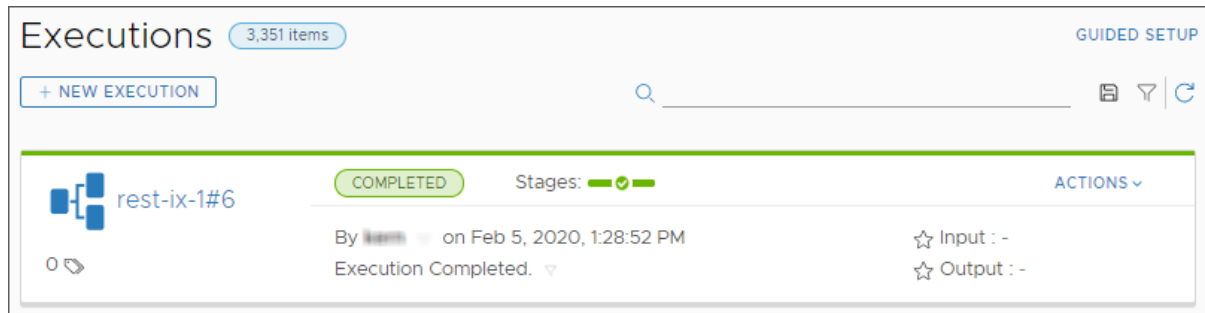 Executions 3,351 items
GUIDED SETUP
+ NEW EXECUTION
rest-ix-1#6
COMPLETED Stages:
ACTIONS
By on Feb 5, 2020, 1:28:52 PM
Input : -
0
Execution Completed.
Output : -